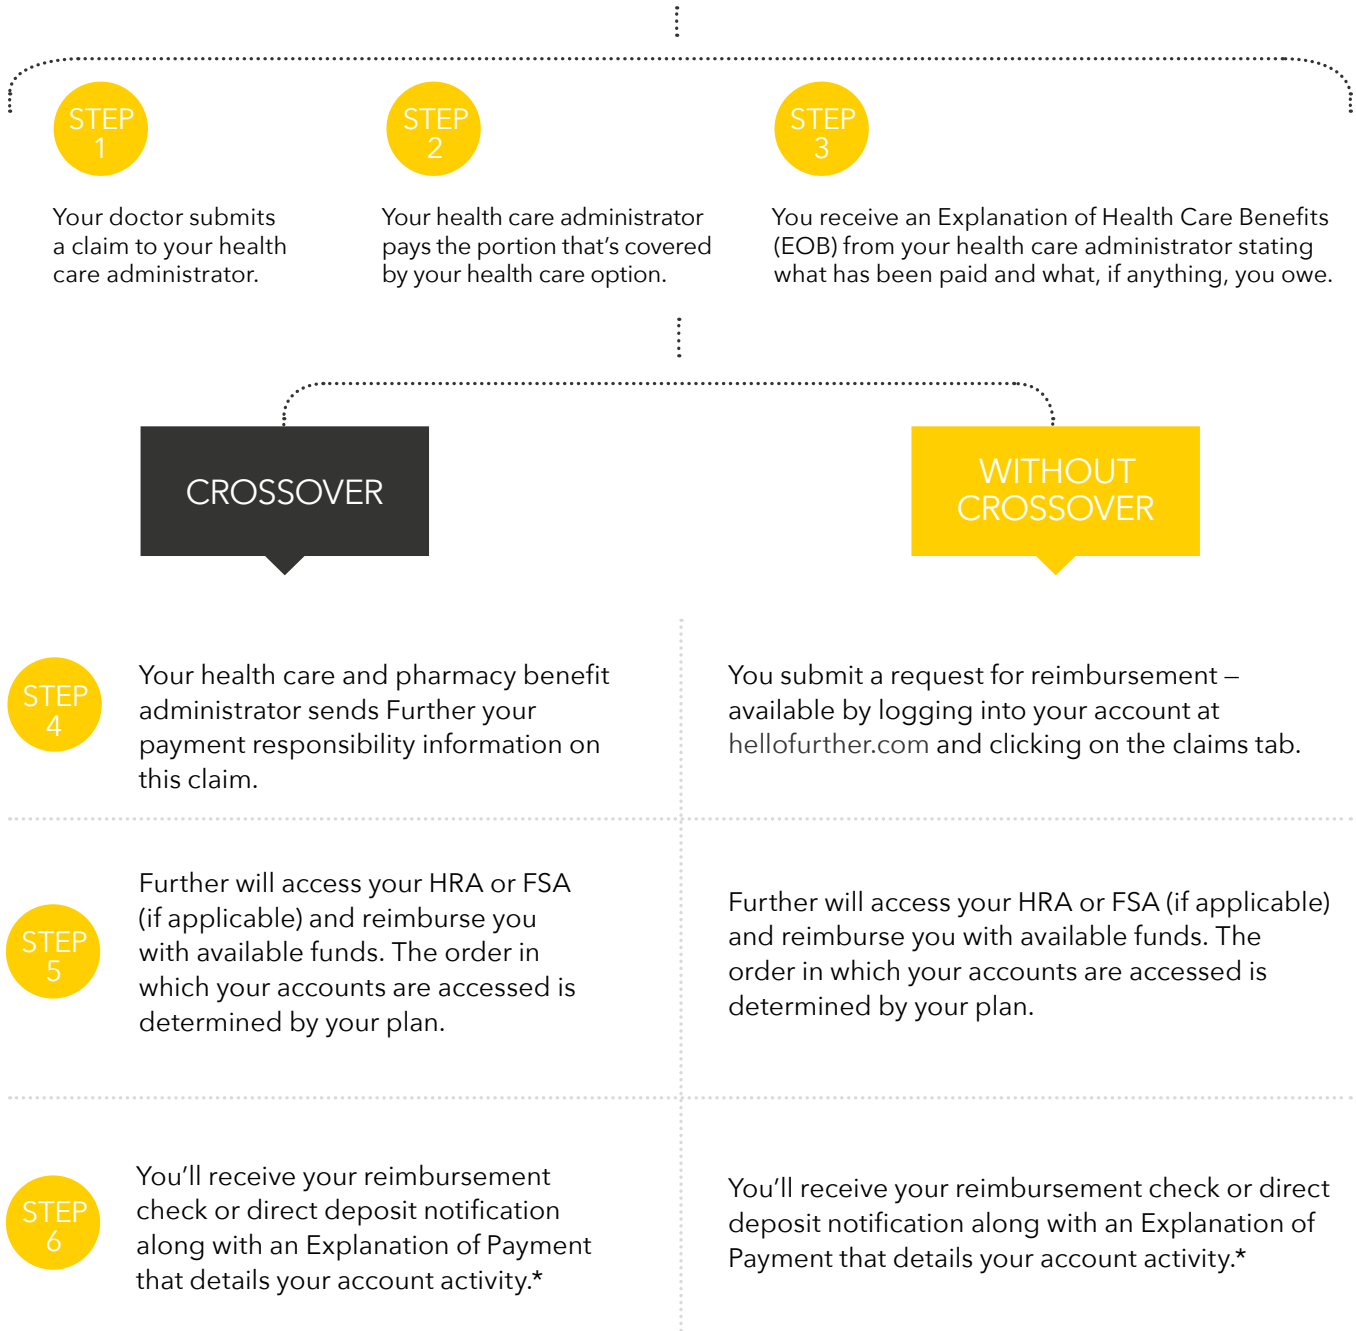 STEP
1
Your doctor submits
a claim to your health
care administrator.
STEP
2
Your health care administrator
pays the portion that's covered
by your health care option.
STEP
3
You receive an Explanation of Health Care Benefits
(EOB) from your health care administrator stating
what has been paid and what, if anything, you owe.
CROSSOVER
WITHOUT
CROSSOVER
STEP
4
Your health care and pharmacy benefit
administrator sends Further your
payment responsibility information on
this claim.
You submit a request for reimbursement —
available by logging into your account at
hellofurther.com and clicking on the claims tab.
STEP
5
Further will access your HRA or FSA
(if applicable) and reimburse you
with available funds. The order in
which your accounts are accessed is
determined by your plan.
Further will access your HRA or FSA (if applicable)
and reimburse you with available funds. The
order in which your accounts are accessed is
determined by your plan.
STEP
6
You'll receive your reimbursement
check or direct deposit notification
along with an Explanation of Payment
that details your account activity.*
You'll receive your reimbursement check or direct
deposit notification along with an Explanation of
Payment that details your account activity.*